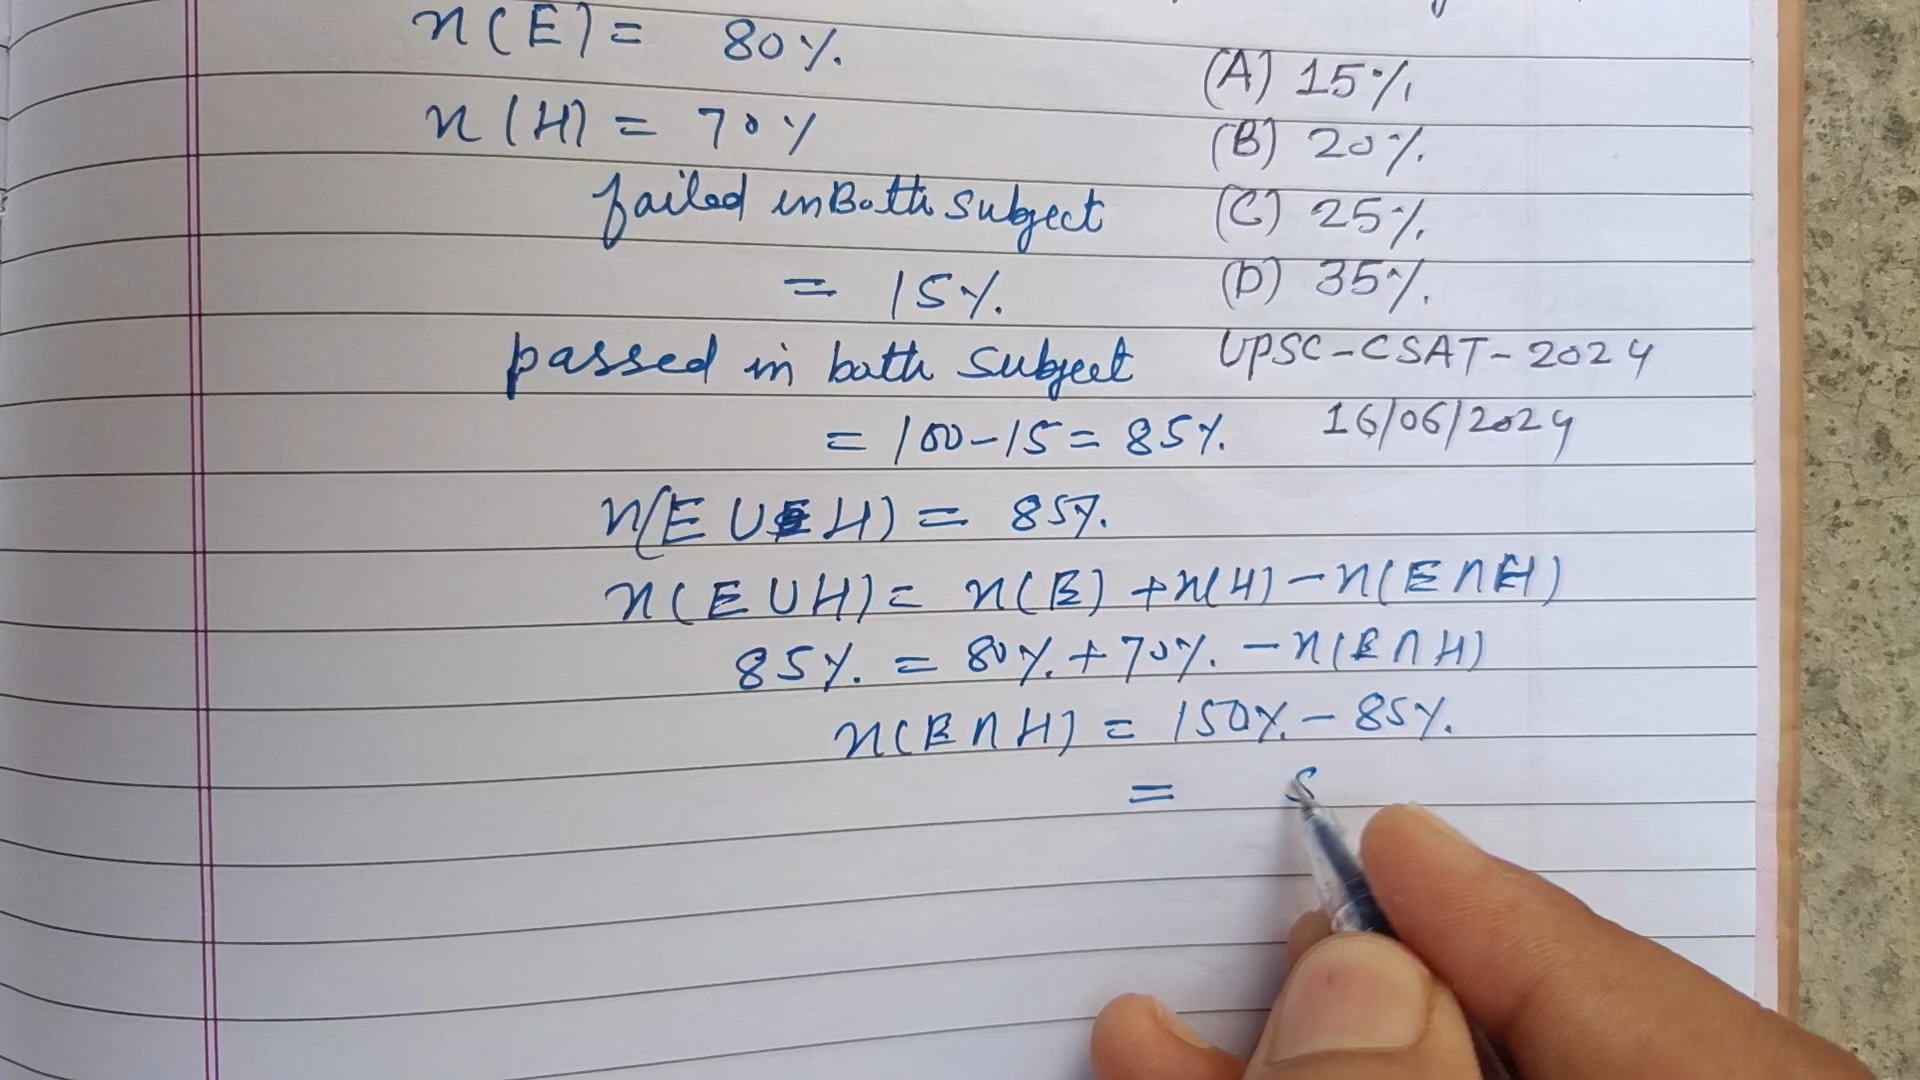 n(E) = 80%.
n(H) = 70%
failed in Both subject
= 15%.
passed in both subject
= 100-15 = 85%.
n(E U H) = 85%.
n(E U H) = n(E) + n(H) - n(E ∩ H)
85%. = 80%. + 70%. - n(E ∩ H)
n(E ∩ H) = 150%. - 85%.
=
(A) 15%
(B) 20%.
(C) 25%.
(D) 35%.
UPSC-CSAT-2024
16/06/2024